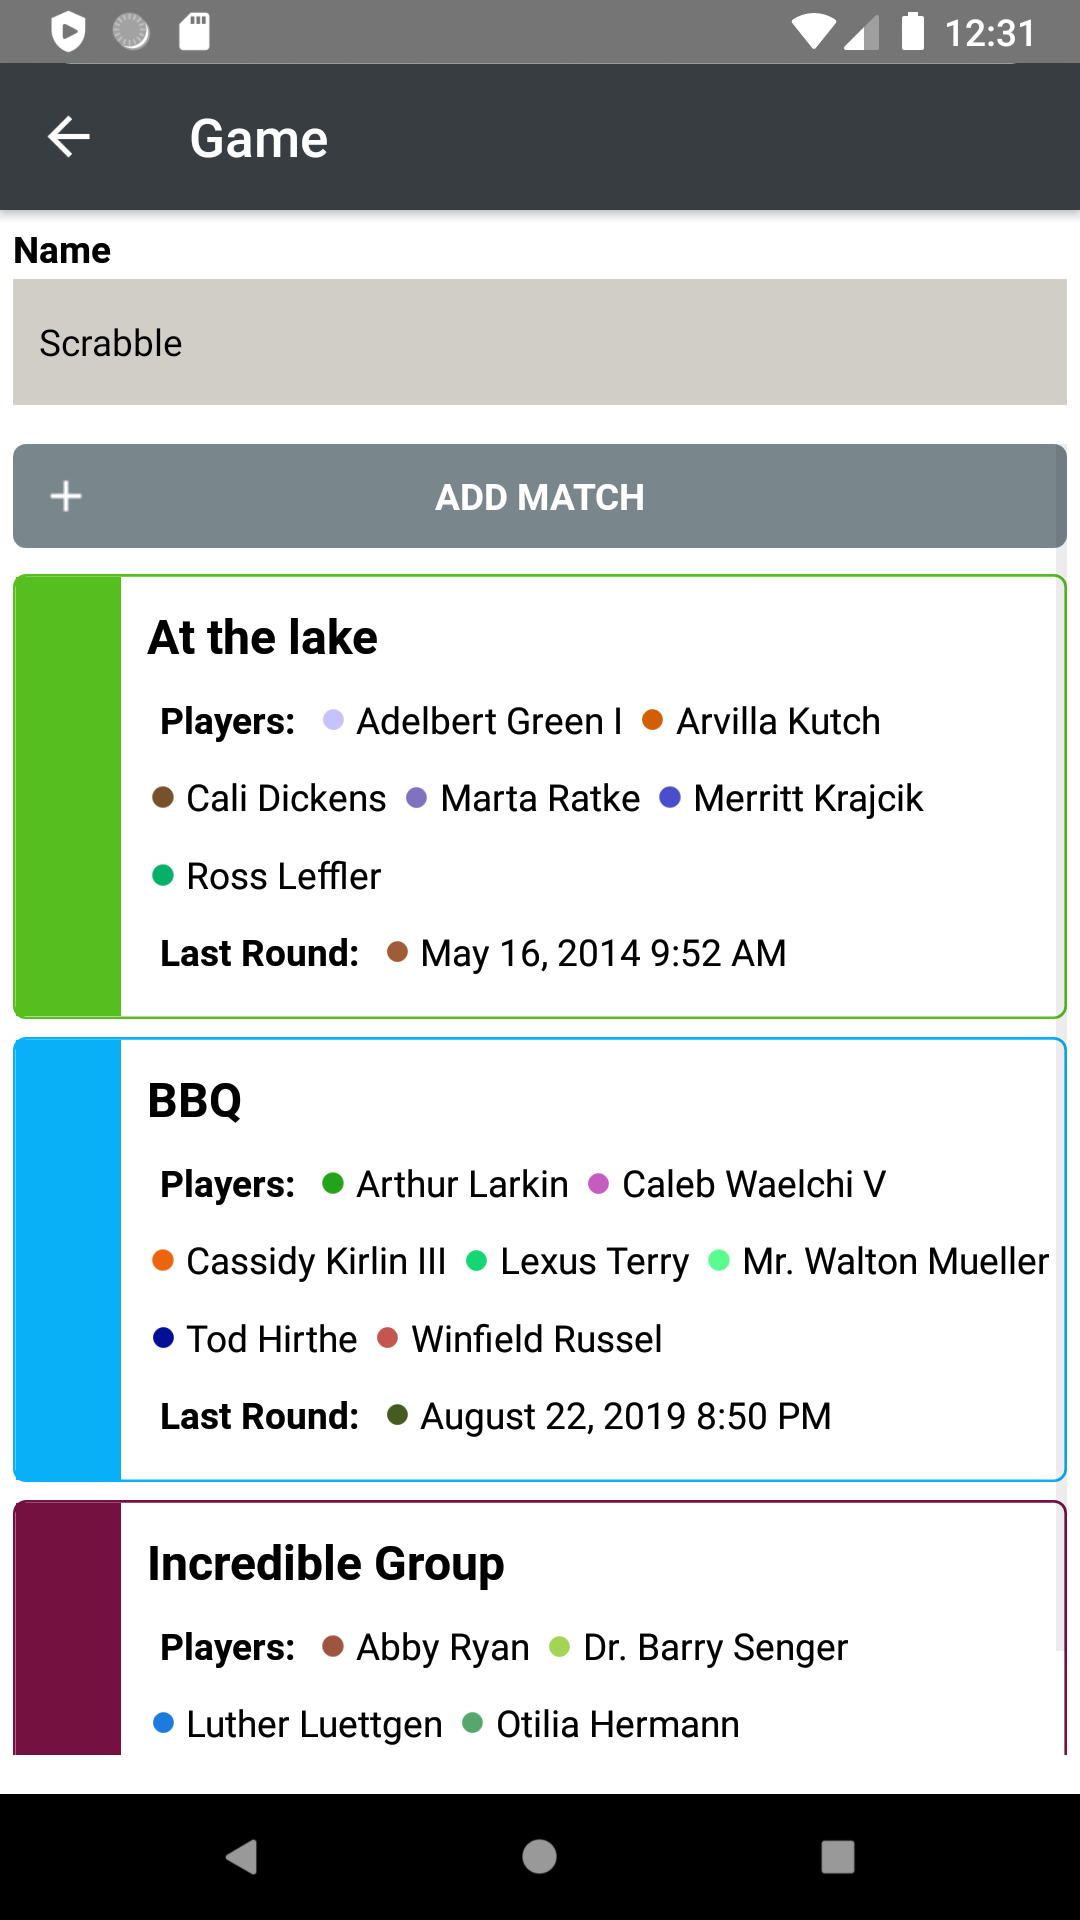 12:31
Game
Name
Scrabble
ADD MATCH
At the lake
Players: Adelbert Green I Arvilla Kutch
Cali Dickens Marta Ratke Merritt Krajcik
Ross Leffler
Last Round: May 16, 2014 9:52 AM
BBQ
Players: Arthur Larkin Caleb Waelchi V
Cassidy Kirlin III Lexus Terry Mr. Walton Mueller
Tod Hirthe Winfield Russel
Last Round: August 22, 2019 8:50 PM
Incredible Group
Players: Abby Ryan Dr. Barry Senger
Luther Luettgen Otilia Hermann